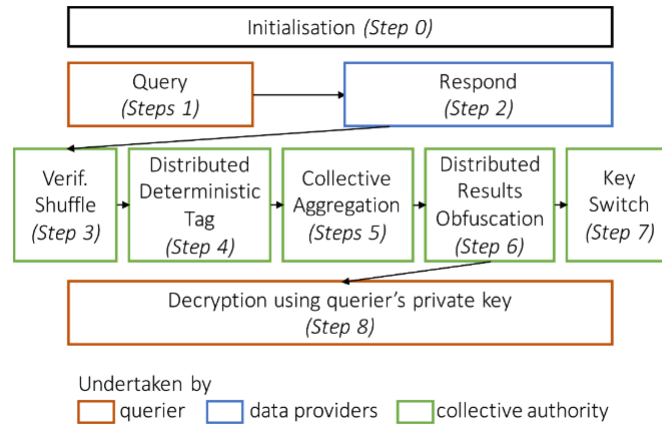 Initialisation (Step 0)
Query
(Steps 1)
Respond
(Step 2)
Verif.
Shuffle
(Step 3)
Distributed
Deterministic
Tag
(Step 4)
Collective
Aggregation
(Steps 5)
Distributed
Results
Obfuscation
(Step 6)
Key
Switch
(Step 7)
Decryption using querier's private key
(Step 8)
Undertaken by
querier
data providers
collective authority